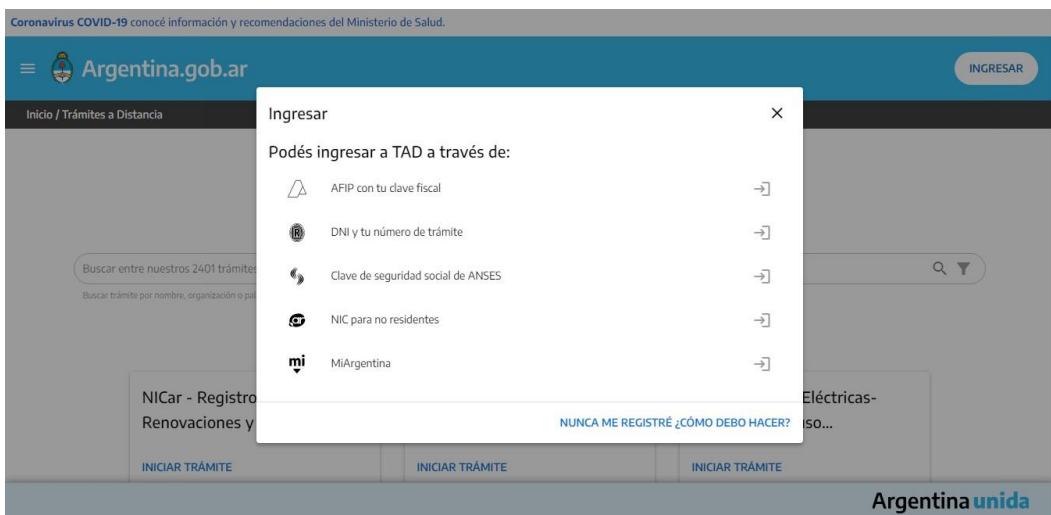 Coronavirus COVID-19 conocé información y recomendaciones del Ministerio de Salud.
Argentina.gob.ar
INGRESAR
Inicio / Trámites a Distancia
Ingresar
Podés ingresar a TAD a través de:
AFIP con tu clave fiscal
DNI y tu número de trámite
Clave de seguridad social de ANSES
NIC para no residentes
mi MiArgentina
NUNCA ME REGISTRÉ ¿CÓMO DEBO HACER?
Buscar entre nuestros 2401 trámites
Buscar trámite por nombre, organización o
NICar - Registro
Renovaciones y
INICIAR TRÁMITE
INICIAR TRÁMITE
Eléctricas-
INICIAR TRÁMITE
Argentina unida